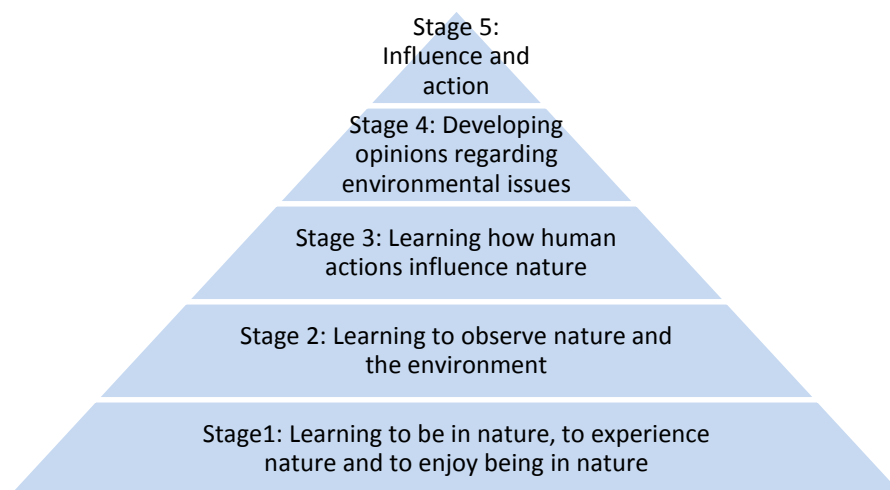 Stage 5:
Influence and
action
Stage 4: Developing
opinions regarding
environmental issues
Stage 3: Learning how human
actions influence nature
Stage 2: Learning to observe nature and
the environment
Stage1: Learning to be in nature, to experience
nature and to enjoy being in nature